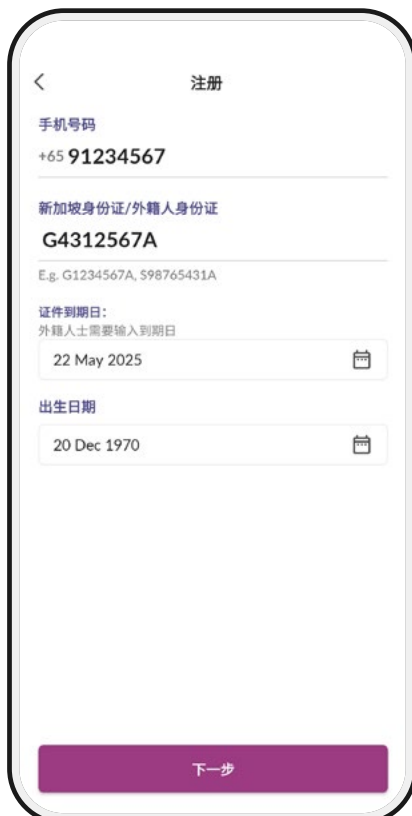 注册
手机号码
+65 91234567
新加坡身份证/外籍人身份证
G4312567A
E.g. G1234567A, S98765431A
证件到期日:
外籍人士需要输入到期日
22 May 2025
出生日期
20 Dec 1970
下一步